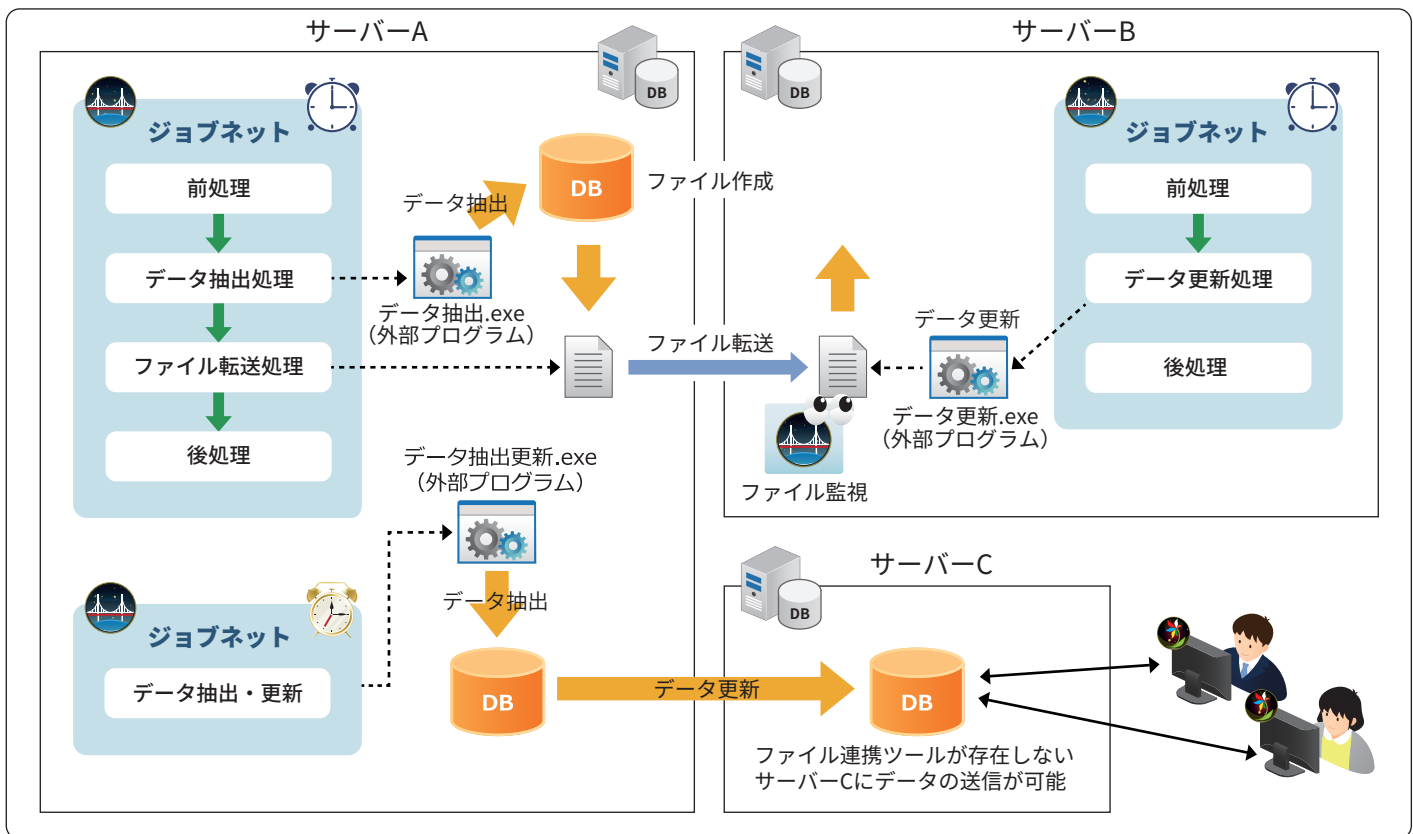 サーバーA
DB
ジョブネット
前処理
データ抽出処理
ファイル転送処理
後処理
データ抽出
データ抽出.exe
（外部プログラム）
DB
ファイル作成
ファイル転送
データ抽出更新.exe
（外部プログラム）
データ抽出
ジョブネット
データ抽出・更新
DB
データ更新
サーバーB
DB
ジョブネット
前処理
データ更新処理
後処理
データ更新
データ更新.exe
（外部プログラム）
ファイル監視
サーバーC
DB
DB
ファイル連携ツールが存在しない
サーバーCにデータの送信が可能